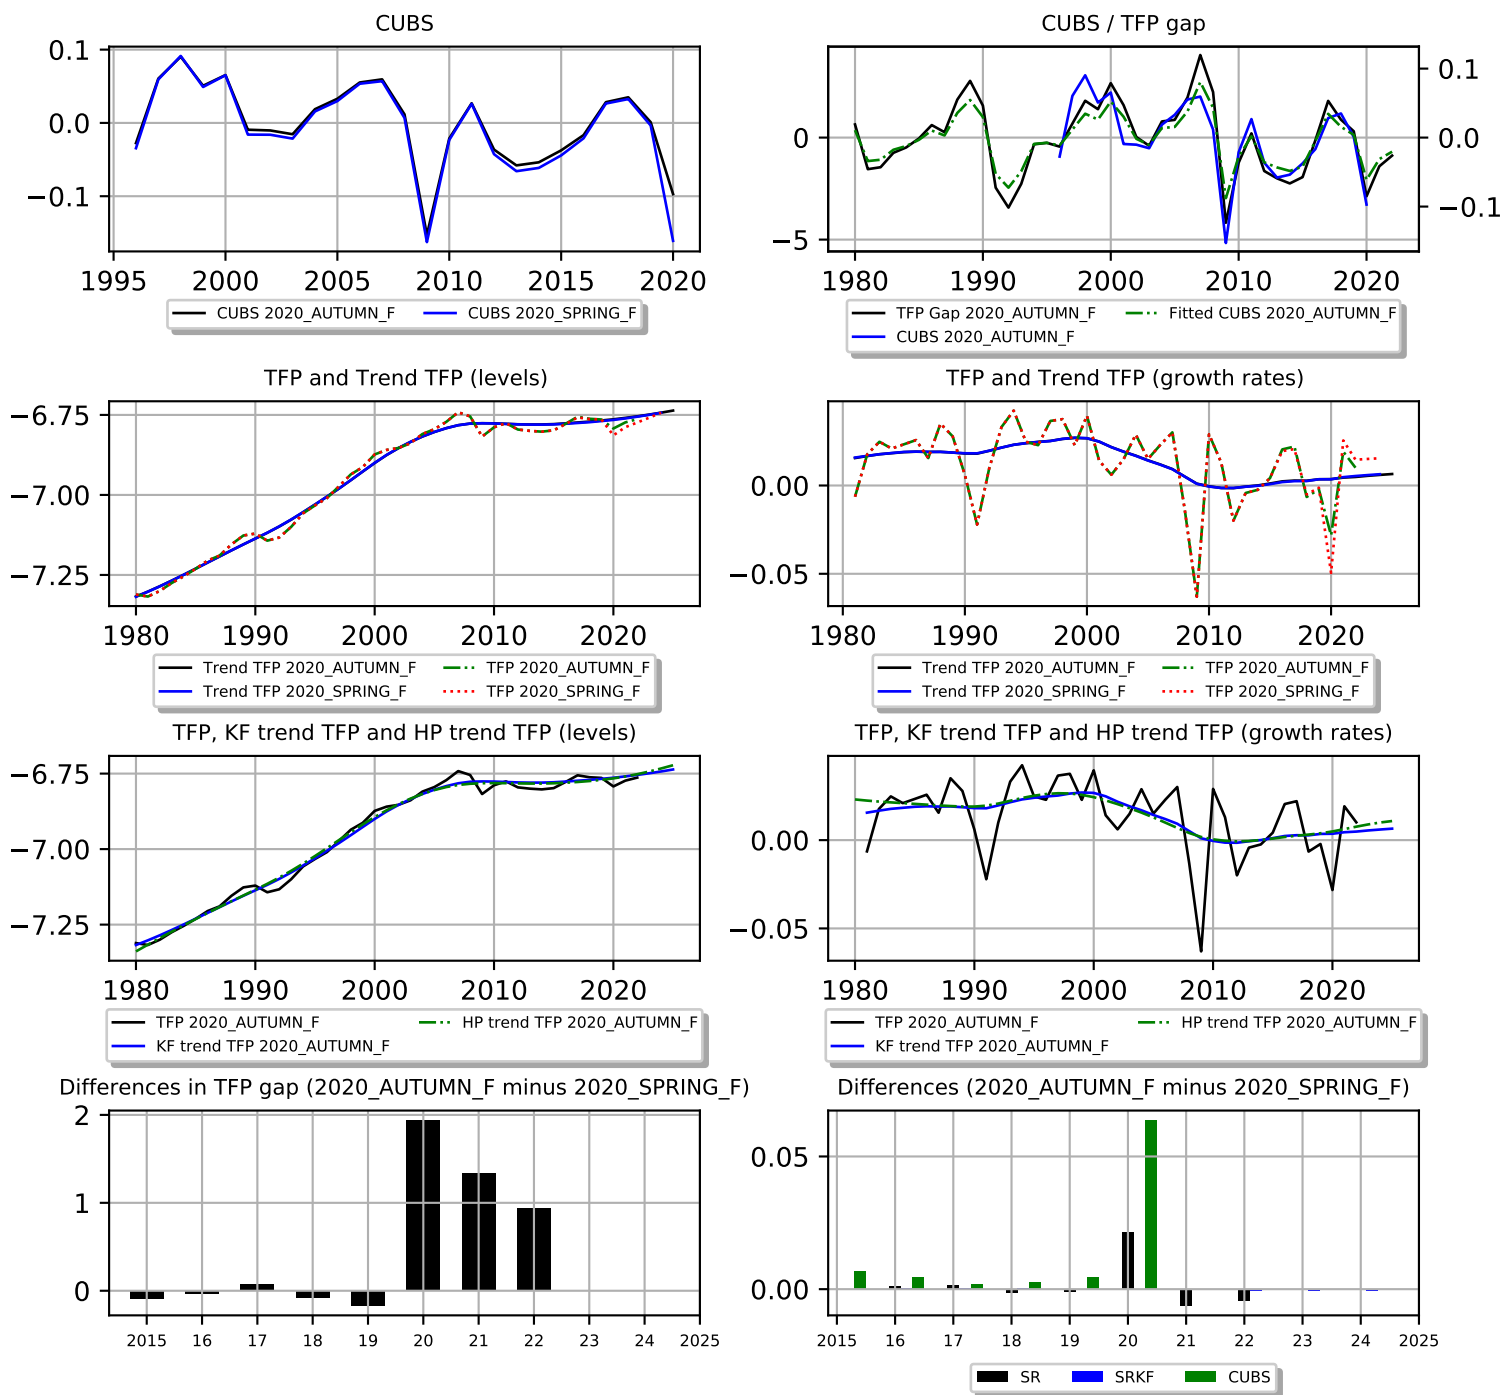 CUBS
0.1
0.0
−0.1
1995 2000 2005 2010 2015 2020
CUBS 2020_AUTUMN_F CUBS 2020_SPRING_F
CUBS / TFP gap
0
−5
0.1
0.0
−0.1
1980 1990 2000 2010 2020
TFP Gap 2020_AUTUMN_F Fitted CUBS 2020_AUTUMN_F
CUBS 2020_AUTUMN_F
TFP and Trend TFP (levels)
−6.75
−7.00
−7.25
1980 1990 2000 2010 2020
Trend TFP 2020_AUTUMN_F TFP 2020_AUTUMN_F
Trend TFP 2020_SPRING_F TFP 2020_SPRING_F
TFP and Trend TFP (growth rates)
0.00
−0.05
1980 1990 2000 2010 2020
Trend TFP 2020_AUTUMN_F TFP 2020_AUTUMN_F
Trend TFP 2020_SPRING_F TFP 2020_SPRING_F
TFP, KF trend TFP and HP trend TFP (levels)
−6.75
−7.00
−7.25
1980 1990 2000 2010 2020
TFP 2020_AUTUMN_F HP trend TFP 2020_AUTUMN_F
KF trend TFP 2020_AUTUMN_F
TFP, KF trend TFP and HP trend TFP (growth rates)
0.00
−0.05
1980 1990 2000 2010 2020
TFP 2020_AUTUMN_F HP trend TFP 2020_AUTUMN_F
KF trend TFP 2020_AUTUMN_F
Differences in TFP gap (2020_AUTUMN_F minus 2020_SPRING_F)
2
1
0
2015 16 17 18 19 20 21 22 23 24 2025
Differences (2020_AUTUMN_F minus 2020_SPRING_F)
0.05
0.00
2015 16 17 18 19 20 21 22 23 24 2025
SR SRKF CUBS